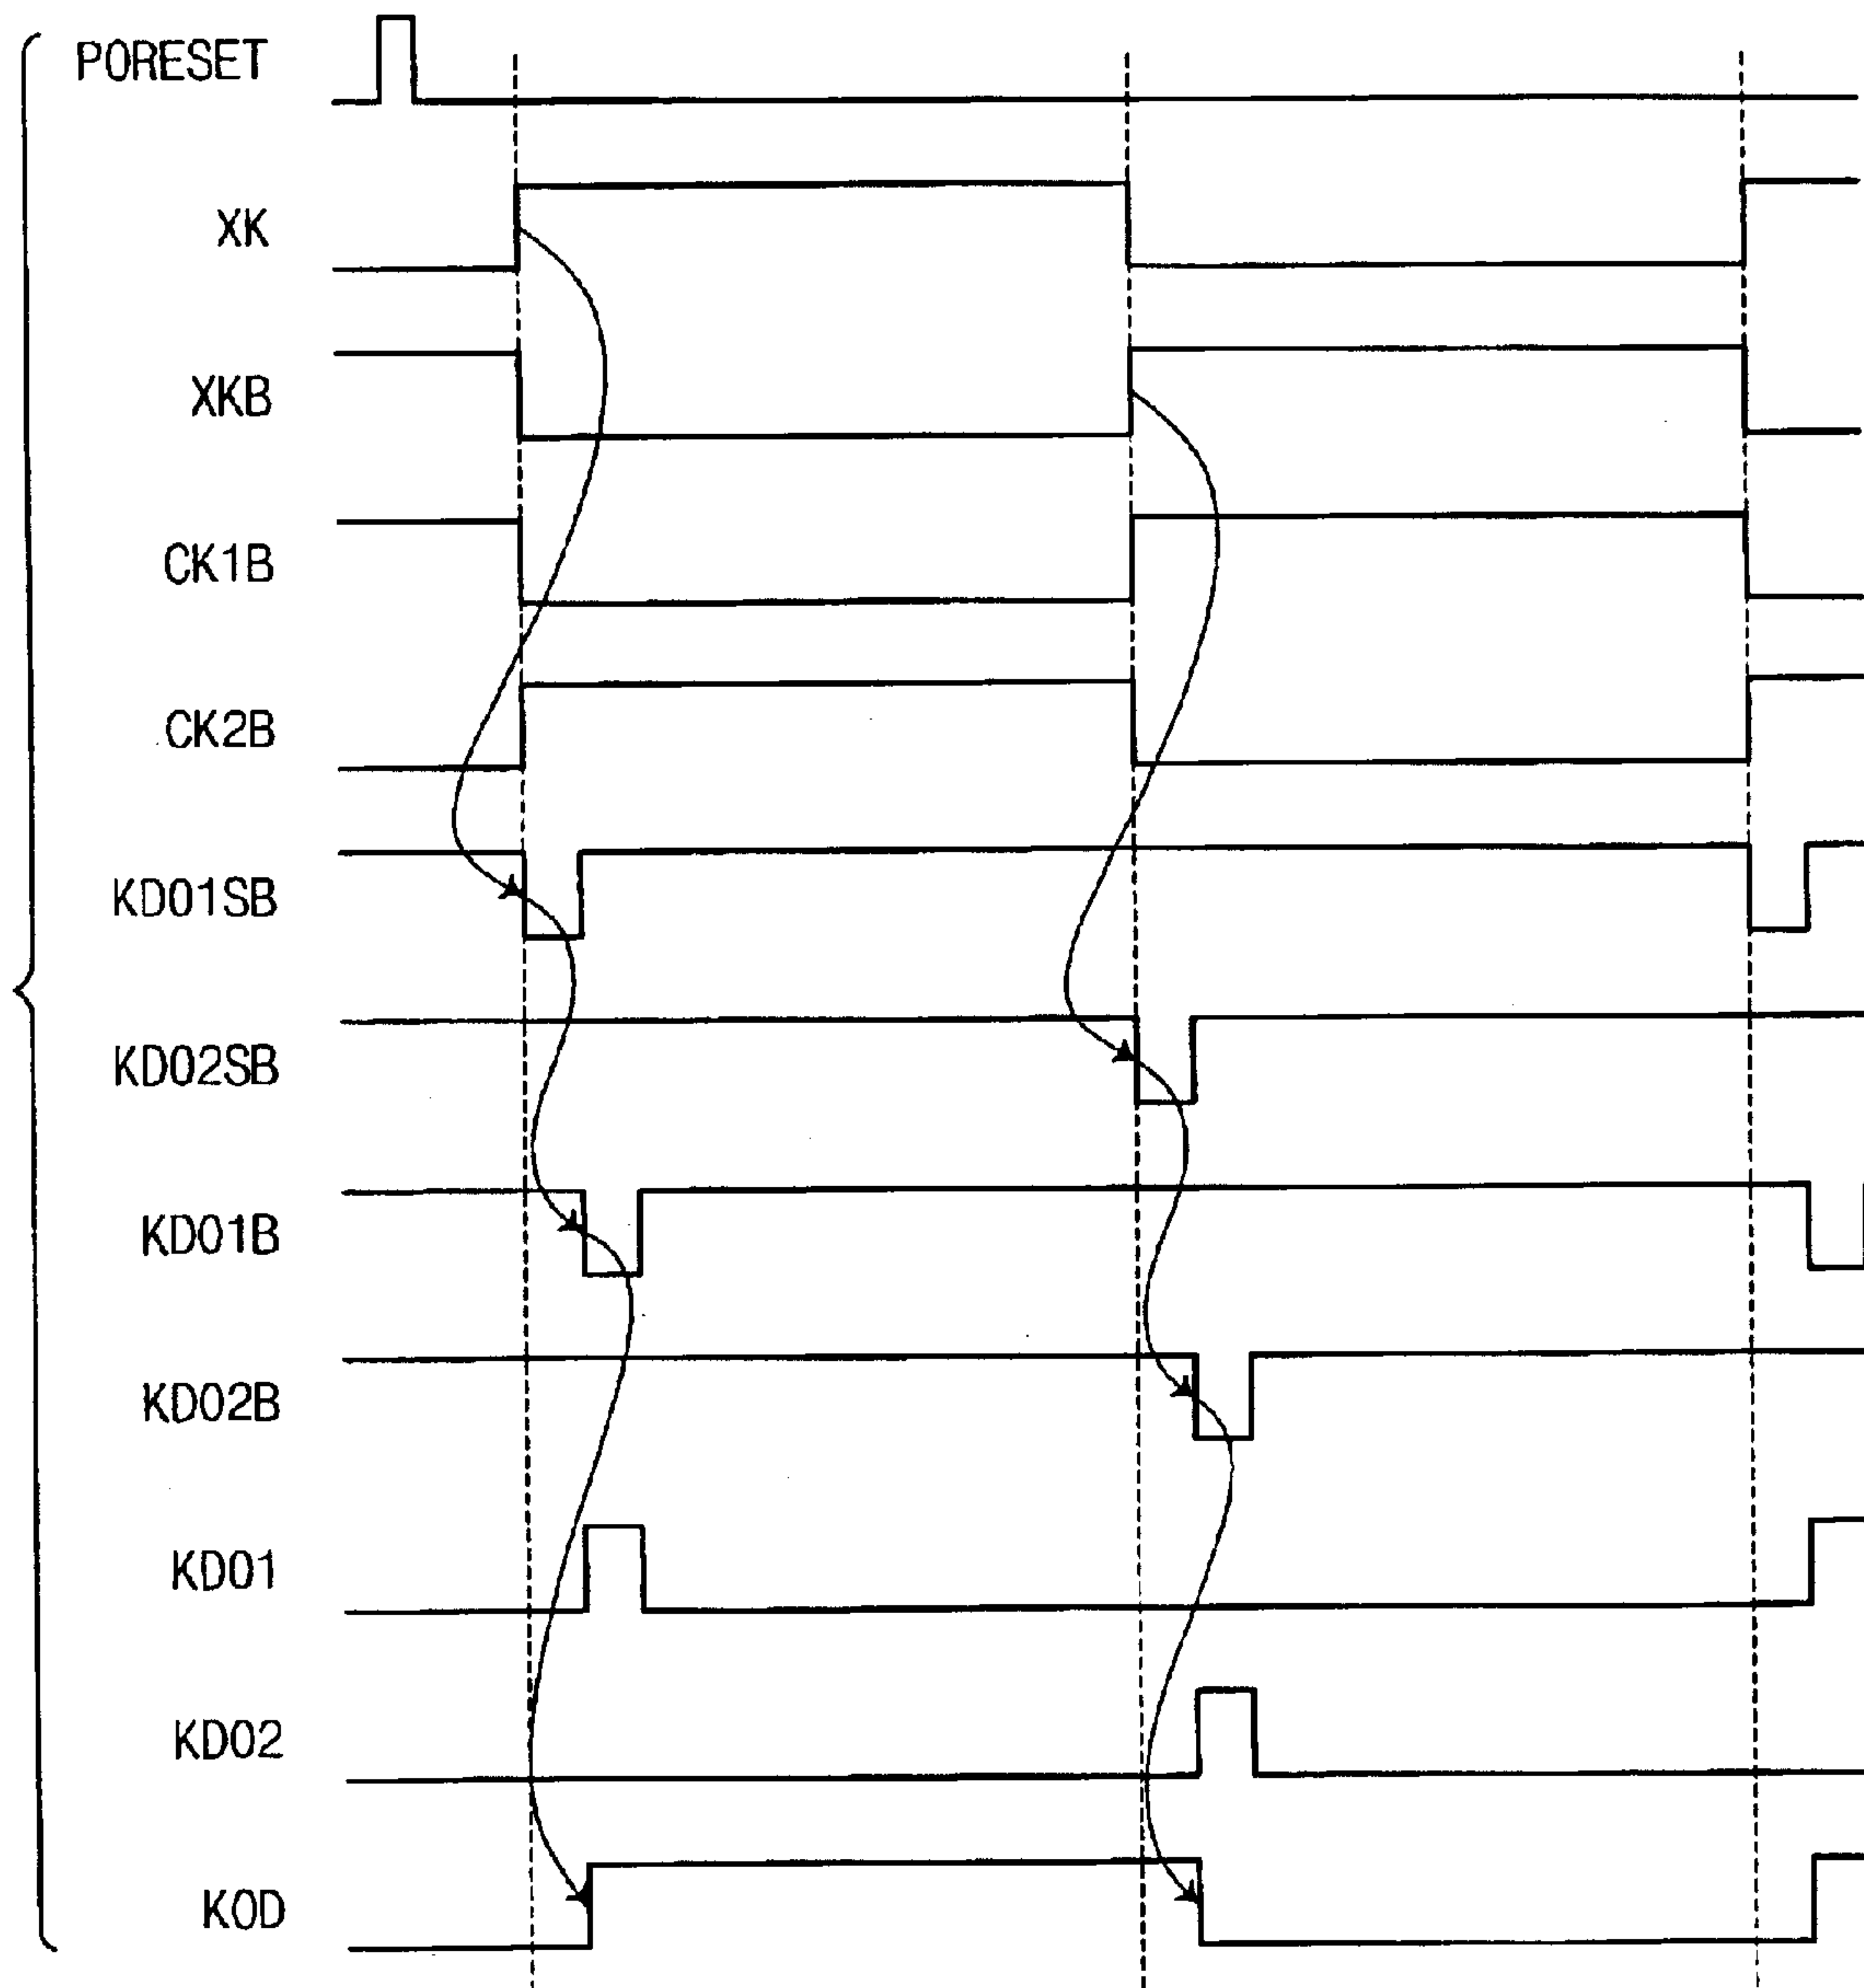 PORESET
XK
XKB
CK1B
CK2B
KD01SB
KD02SB
KD01B
KD02B
KD01
KD02
KOD